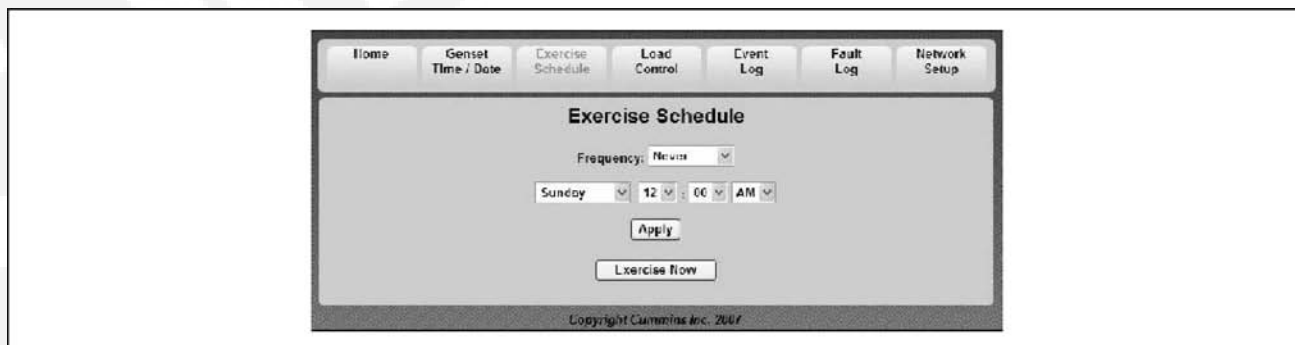 Home Genset Exercise Load Event Fault Network
Time / Date Schedule Control Log Log Setup
Exercise Schedule
Frequency: Never
Sunday 12 : 00 AM
Apply
Exercise Now
Copyright Cummins Inc. 2007